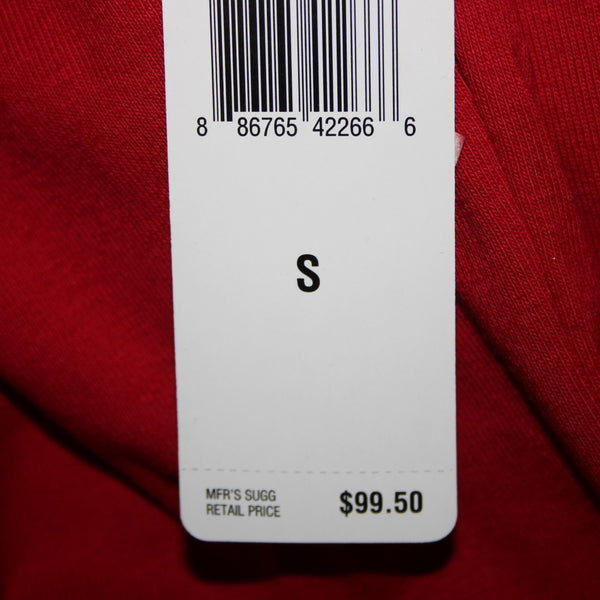 8 86765 42266 6
S
MFR'S SUGG
RETAIL PRICE $99.50